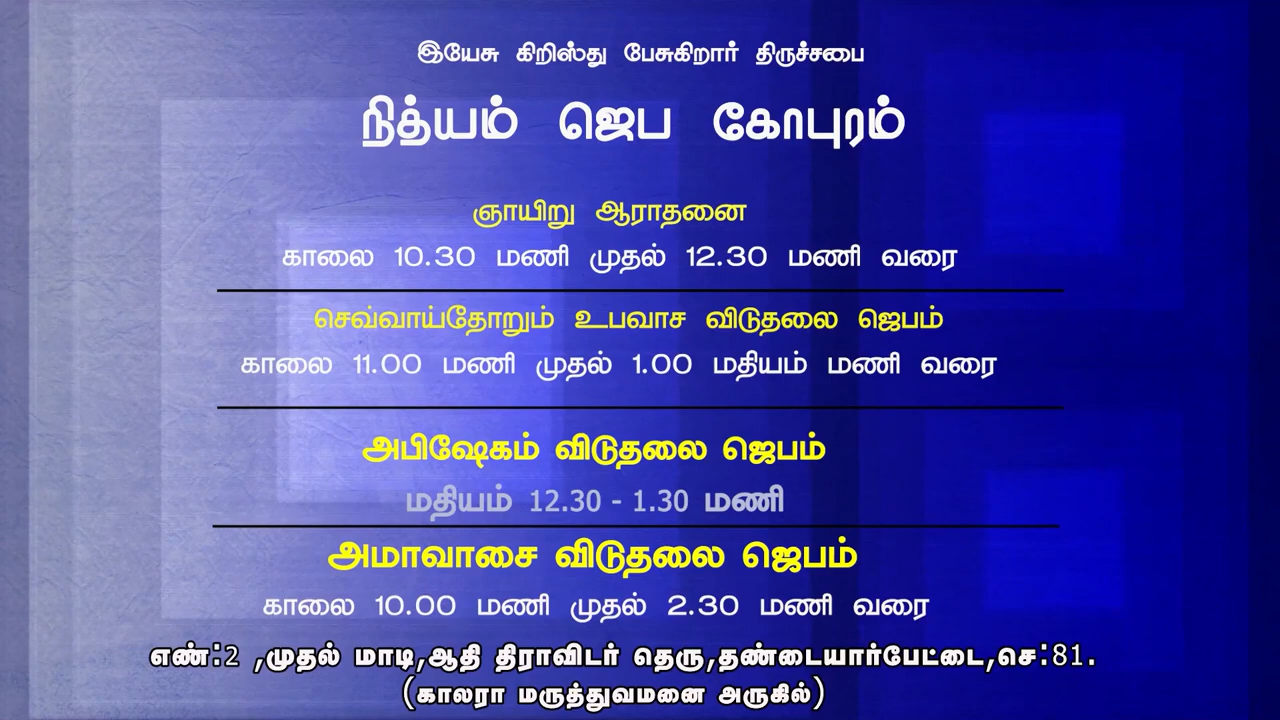 இயேசு கிறிஸ்து பேசுகிறார் திருச்சபை
நித்யம் ஜெப கோபுரம்
ஞாயிறு ஆராதனை
காலை 10.30 மணி முதல் 12.30 மணி வரை
செவ்வாய்தோறும் உபவாச விடுதலை ஜெபம்
காலை 11.00 மணி முதல் 1.00 மதியம் மணி வரை
அபிஷேகம் விடுதலை ஜெபம்
மதியம் 12.30 - 1.30 மணி
அமாவாசை விடுதலை ஜெபம்
காலை 10.00 மணி முதல் 2.30 மணி வரை
எண்:2 ,முதல் மாடி,ஆதி திராவிடர் தெரு,தண்டையார்பேட்டை,செ:81.
(காலரா மருத்துவமனை அருகில்)